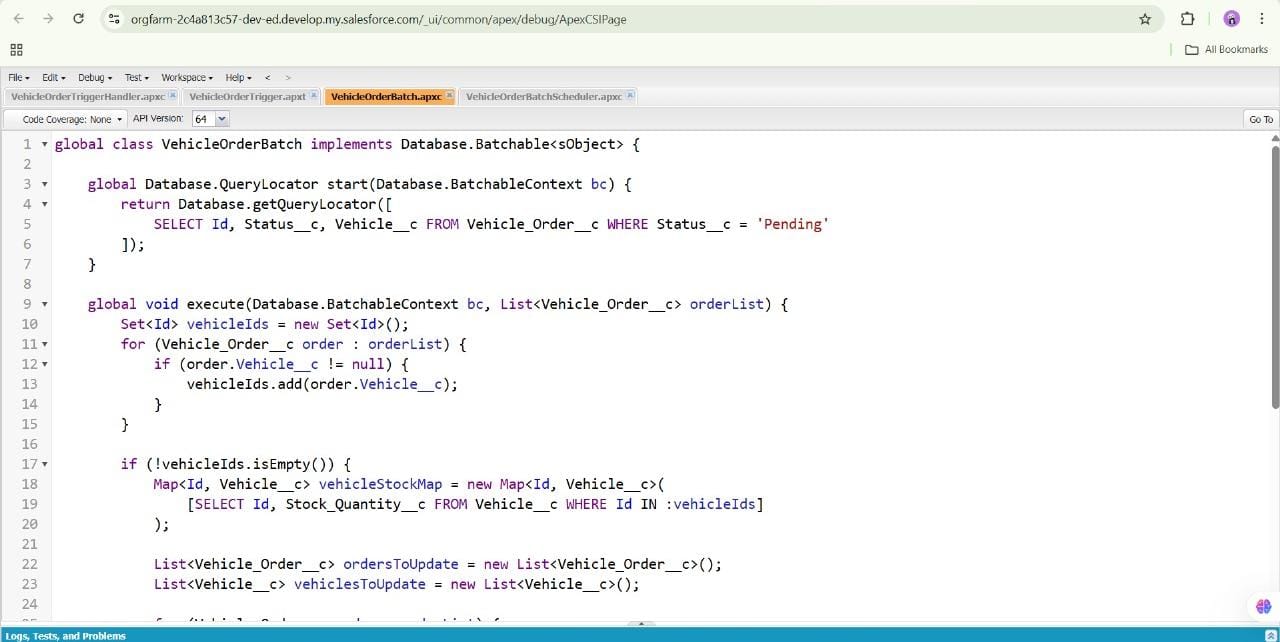 orgfarm-2c4a813c57-dev-ed.develop.my.salesforce.com/_ui/common/apex/debug/ApexCSIPage
All Bookmarks
File Edit Debug Test Workspace Help < >
VehicleOrderTriggerHandler.apxc VehicleOrderTrigger.apxt VehicleOrderBatch.apxc VehicleOrderBatchScheduler.apxc
Code Coverage: None API Version: 64 Go To
1 global class VehicleOrderBatch implements Database.Batchable<sObject> {
2
3 global Database.QueryLocator start(Database.BatchableContext bc) {
4 return Database.getQueryLocator([
5 SELECT Id, Status__c, Vehicle__c FROM Vehicle_Order__c WHERE Status__c = 'Pending'
6 ]);
7 }
8
9 global void execute(Database.BatchableContext bc, List<Vehicle_Order__c> orderList) {
10 Set<Id> vehicleIds = new Set<Id>();
11 for (Vehicle_Order__c order : orderList) {
12 if (order.Vehicle__c != null) {
13 vehicleIds.add(order.Vehicle__c);
14 }
15 }
16
17 if (!vehicleIds.isEmpty()) {
18 Map<Id, Vehicle__c> vehicleStockMap = new Map<Id, Vehicle__c>(
19 [SELECT Id, Stock_Quantity__c FROM Vehicle__c WHERE Id IN :vehicleIds]
20 );
21
22 List<Vehicle_Order__c> ordersToUpdate = new List<Vehicle_Order__c>();
23 List<Vehicle__c> vehiclesToUpdate = new List<Vehicle__c>();
24
Logs, Tests, and Problems